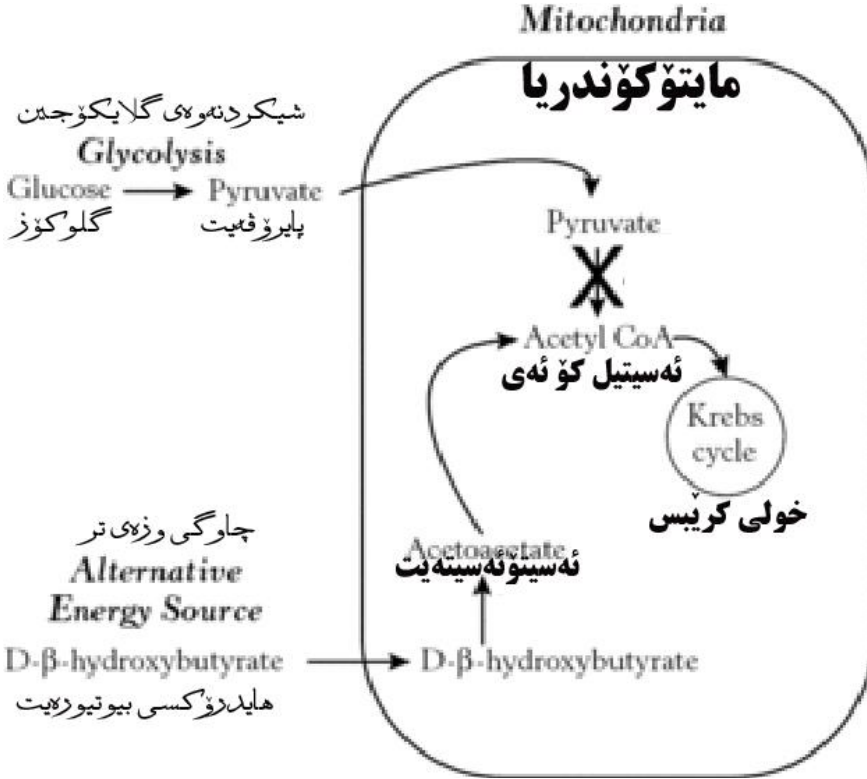 Mitochondria
مایتۆکۆندریا
شیکردنەوەی گلایکۆجین
Glycolysis
Glucose
Pyruvate
گلوکۆز
پایرۆڤەیت
Pyruvate
Acetyl CoA
ئەسیتیل کۆ ئەی
Krebs
cycle
خولی کرێبس
چاوگی وزەی تر
Alternative
Energy Source
Acetoacetate
ئەسیتۆئەسیتەیت
D-β-hydroxybutyrate
D-β-hydroxybutyrate
هایدرۆکسی بیوتیورەیت